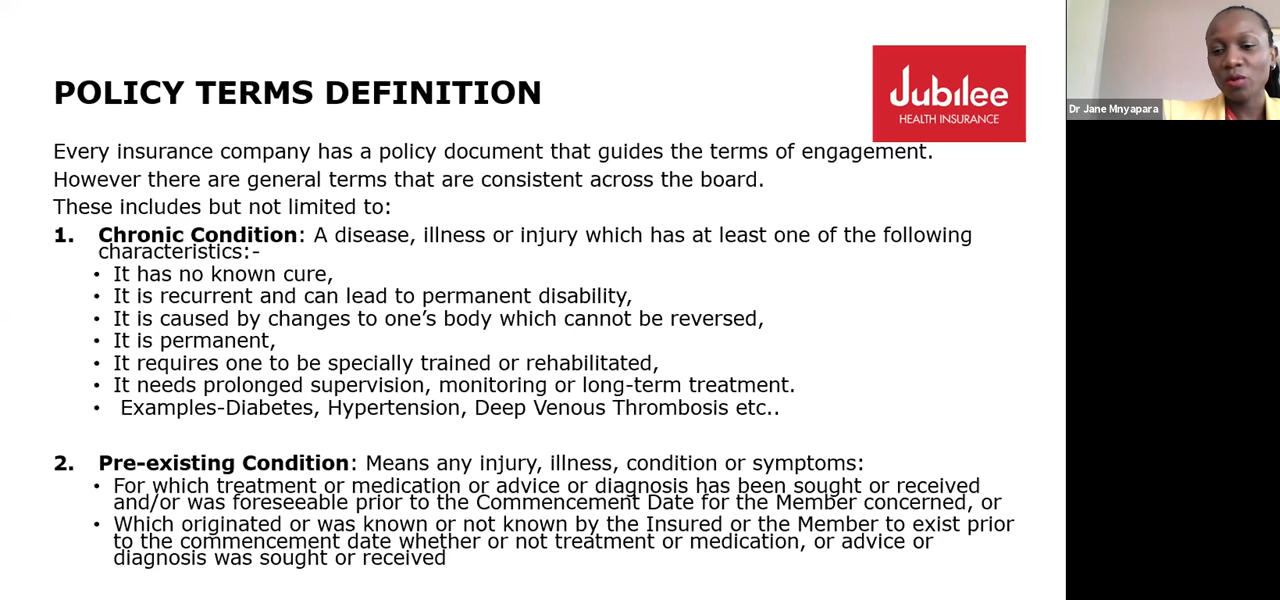 POLICY TERMS DEFINITION
Jubilee
HEALTH INSURANCE
Dr Jane Mnyapara
Every insurance company has a policy document that guides the terms of engagement.
However there are general terms that are consistent across the board.
These includes but not limited to:
1. Chronic Condition: A disease, illness or injury which has at least one of the following
characteristics:-
• It has no known cure,
• It is recurrent and can lead to permanent disability,
• It is caused by changes to one's body which cannot be reversed,
• It is permanent,
• It requires one to be specially trained or rehabilitated,
• It needs prolonged supervision, monitoring or long-term treatment.
• Examples-Diabetes, Hypertension, Deep Venous Thrombosis etc..
2. Pre-existing Condition: Means any injury, illness, condition or symptoms:
• For which treatment or medication or advice or diagnosis has been sought or received
and/or was foreseeable prior to the Commencement Date for the Member concerned, or
• Which originated or was known or not known by the Insured or the Member to exist prior
to the commencement date whether or not treatment or medication, or advice or
diagnosis was sought or received